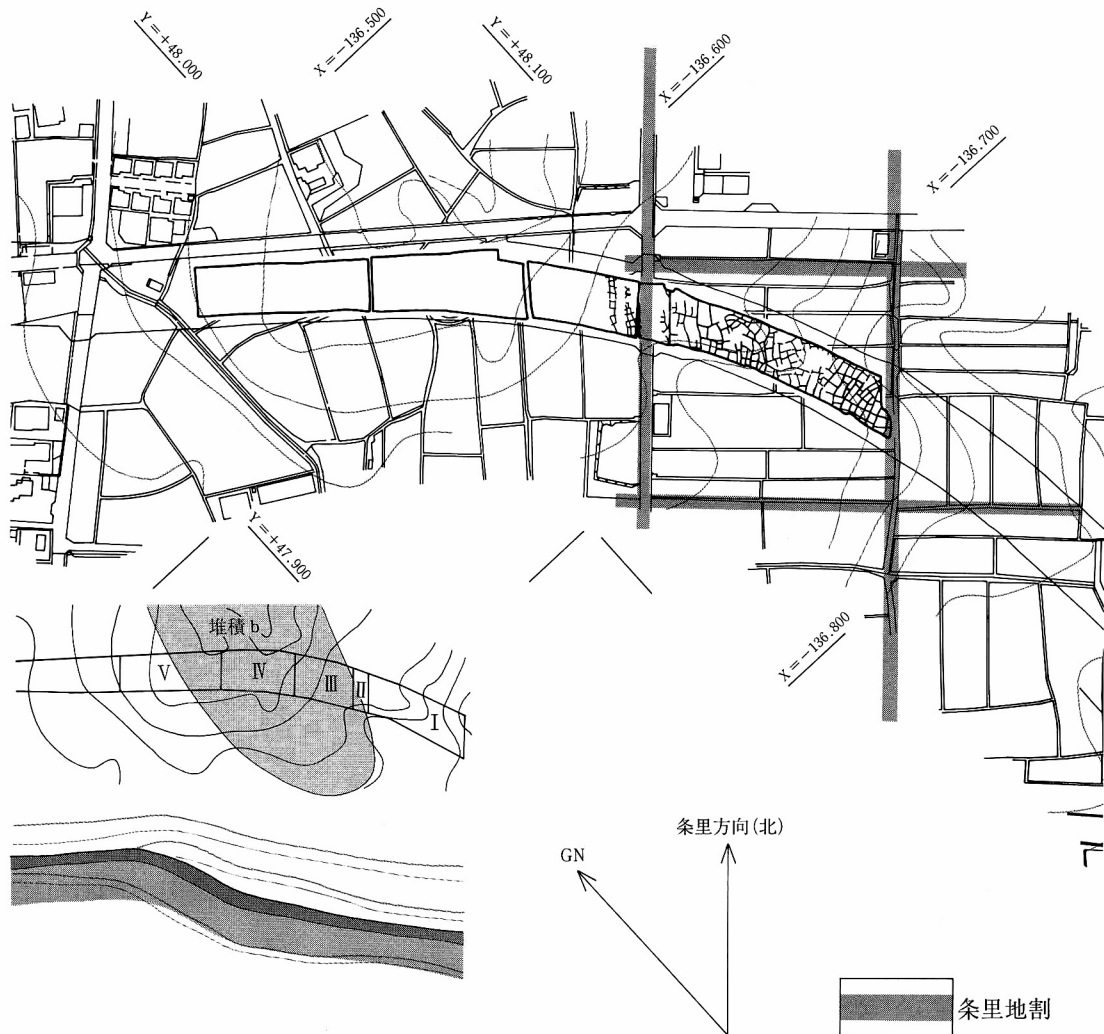 Y=+48.000
X=-136.500
Y=+48.100
X=-136.600
X=-136.700
Y=+47.900
X=-136.800
堆積b
Ⅴ
Ⅳ
Ⅲ
Ⅱ
Ⅰ
条里方向(北)
GN
条里地割